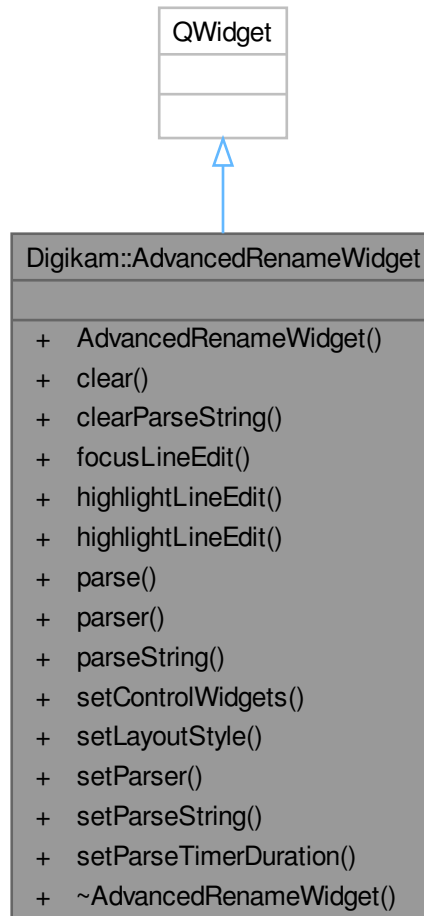 QWidget
Digikam::AdvancedRenameWidget
+ AdvancedRenameWidget()
+ clear()
+ clearParseString()
+ focusLineEdit()
+ highlightLineEdit()
+ highlightLineEdit()
+ parse()
+ parser()
+ parseString()
+ setControlWidgets()
+ setLayoutStyle()
+ setParser()
+ setParseString()
+ setParseTimerDuration()
+ ~AdvancedRenameWidget()